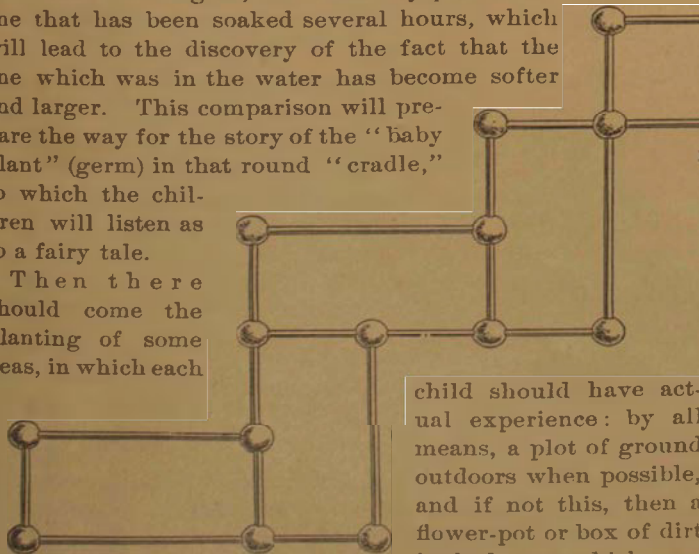 ne that has been soaked several hours, which
ill lead to the discovery of the fact that the
ne which was in the water has become softer
nd larger. This comparison will pre-
are the way for the story of the “baby
lant” (germ) in that round “cradle,”
o which the chil-
ren will listen as
o a fairy tale.
Then there
hould come the
lanting of some
eas, in which each
child should have act-
ual experience: by all
means, a plot of ground
outdoors when possible,
and if not this, then a
flower-pot or box of dirt